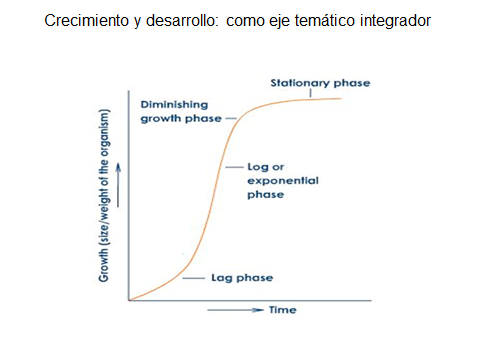 Crecimiento y desarrollo: como eje temático integrador
Stationary phase
Diminishing
growth phase
Log or
exponential
phase
Lag phase
Growth (size/weight of the organism)
Time